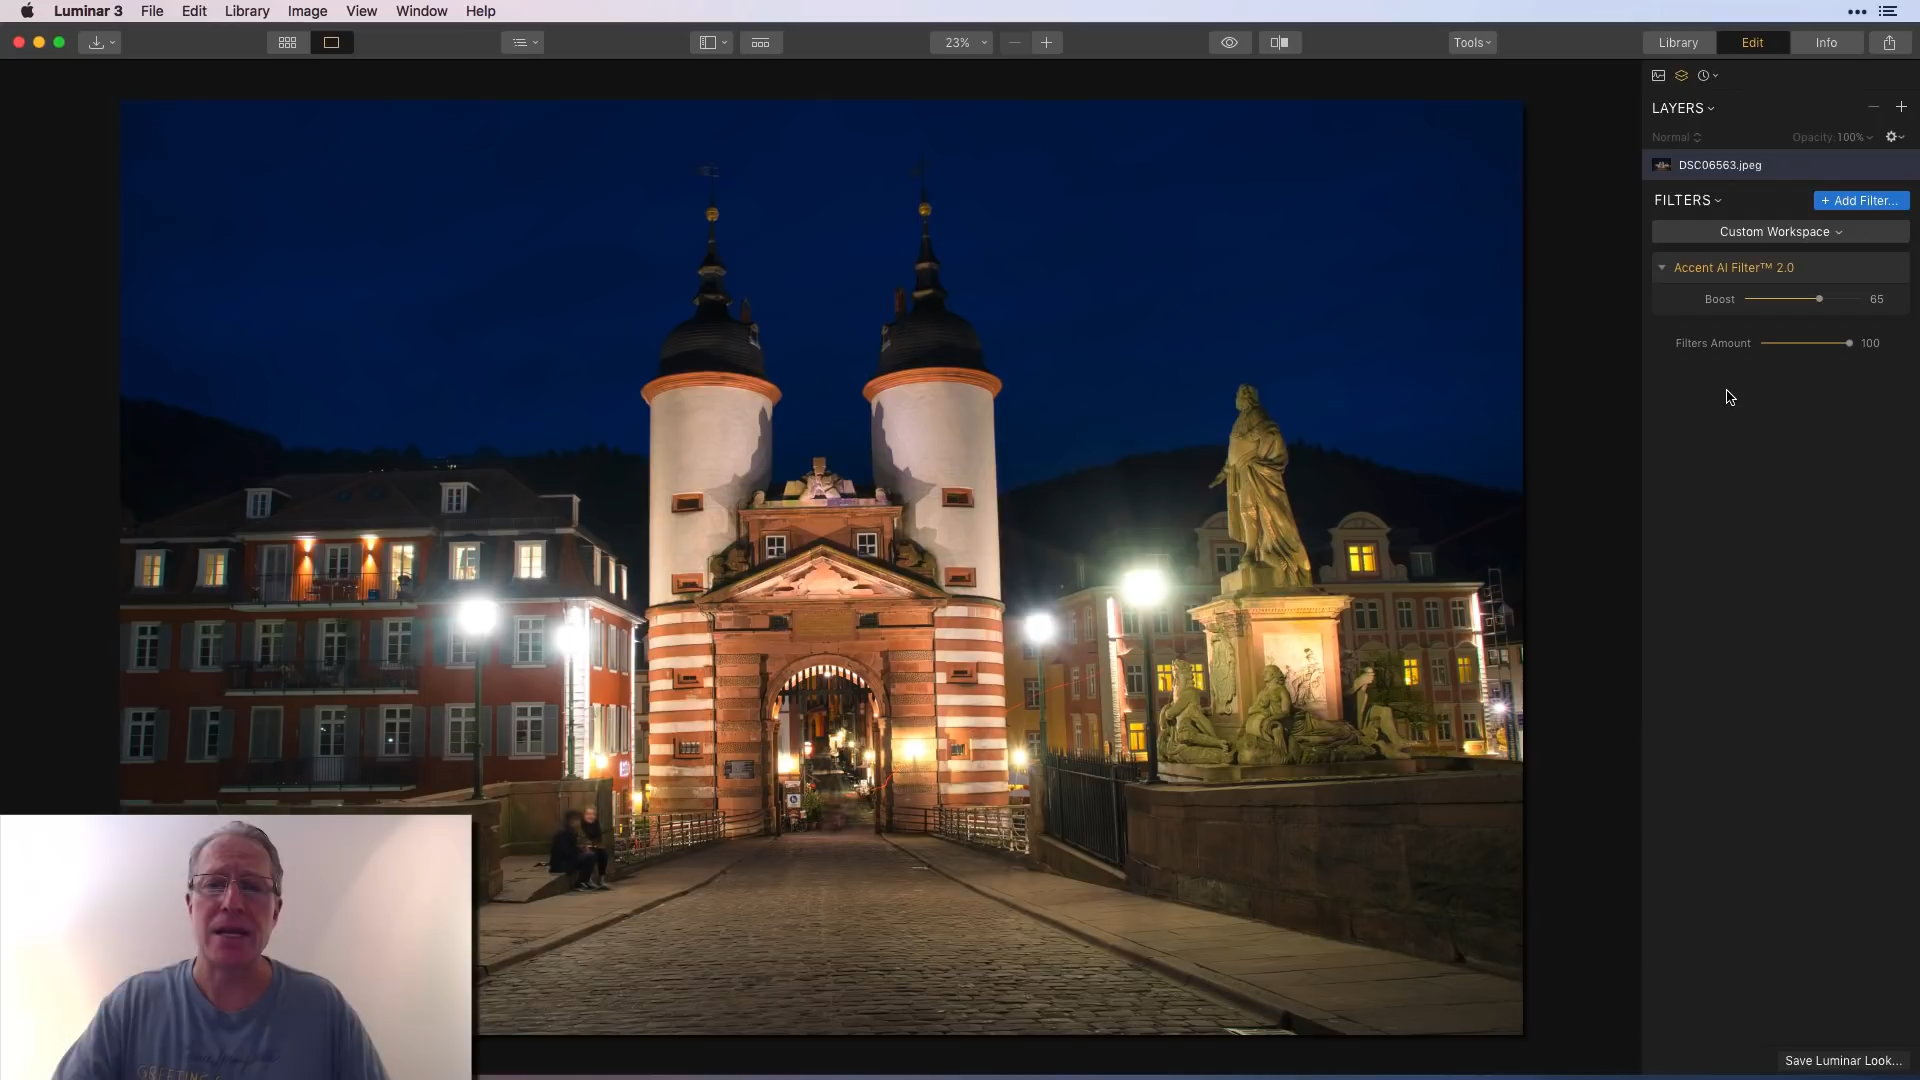 Luminar 3 File Edit Library Image View Window Help
23% Tools Library Edit Info
LAYERS
Normal Opacity: 100%
DSC06563.jpeg
FILTERS + Add Filter...
Custom Workspace
Accent AI Filter™ 2.0
Boost 65
Filters Amount 100
GREETING
Save Luminar Look...